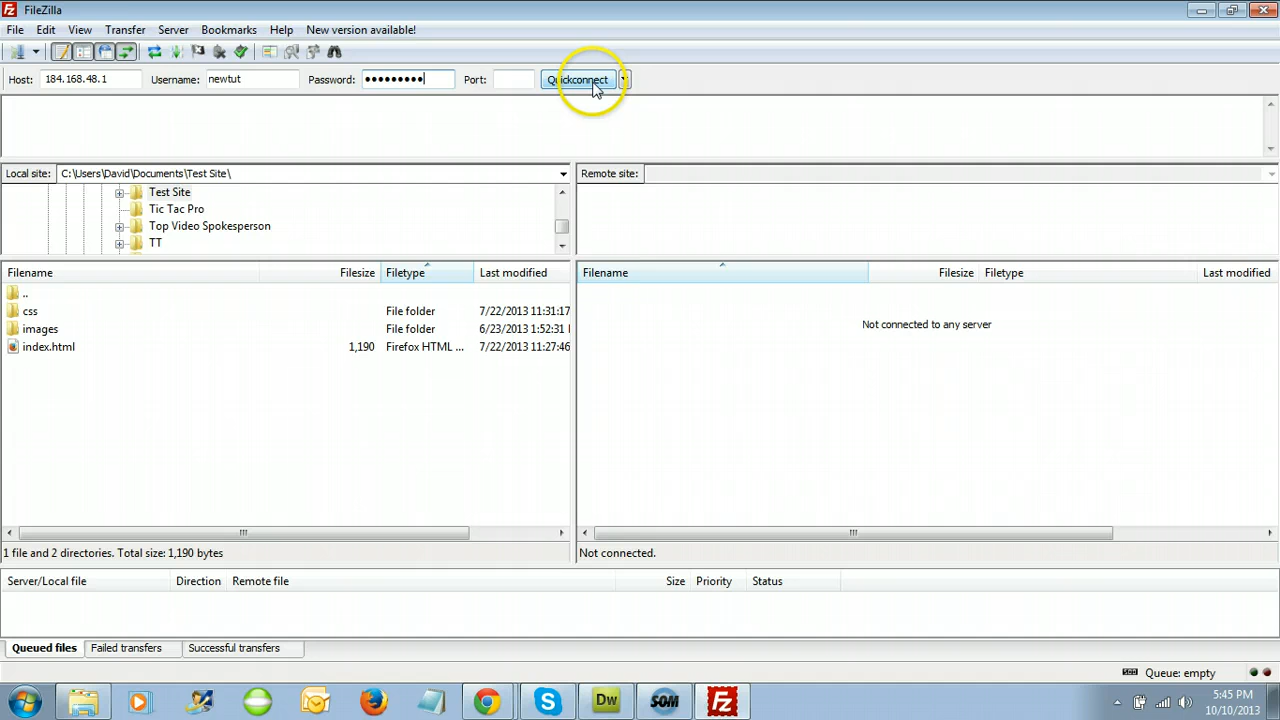 FileZilla
File Edit View Transfer Server Bookmarks Help New version available!
Host: 184.168.48.1 Username: newtut Password: ●●●●●●●●● Port: Quickconnect
Local site: C:\Users\David\Documents\Test Site\ Remote site:
Test Site
Tic Tac Pro
Top Video Spokesperson
TT
Filename Filesize Filetype Last modified Filename Filesize Filetype Last modified
..
css File folder 7/22/2013 11:31:17
images File folder 6/23/2013 1:52:31
index.html 1,190 Firefox HTML ... 7/22/2013 11:27:46
Not connected to any server
1 file and 2 directories. Total size: 1,190 bytes Not connected.
Server/Local file Direction Remote file Size Priority Status
Queued files Failed transfers Successful transfers
Queue: empty
Dw SOM Fz
5:45 PM
10/10/2013